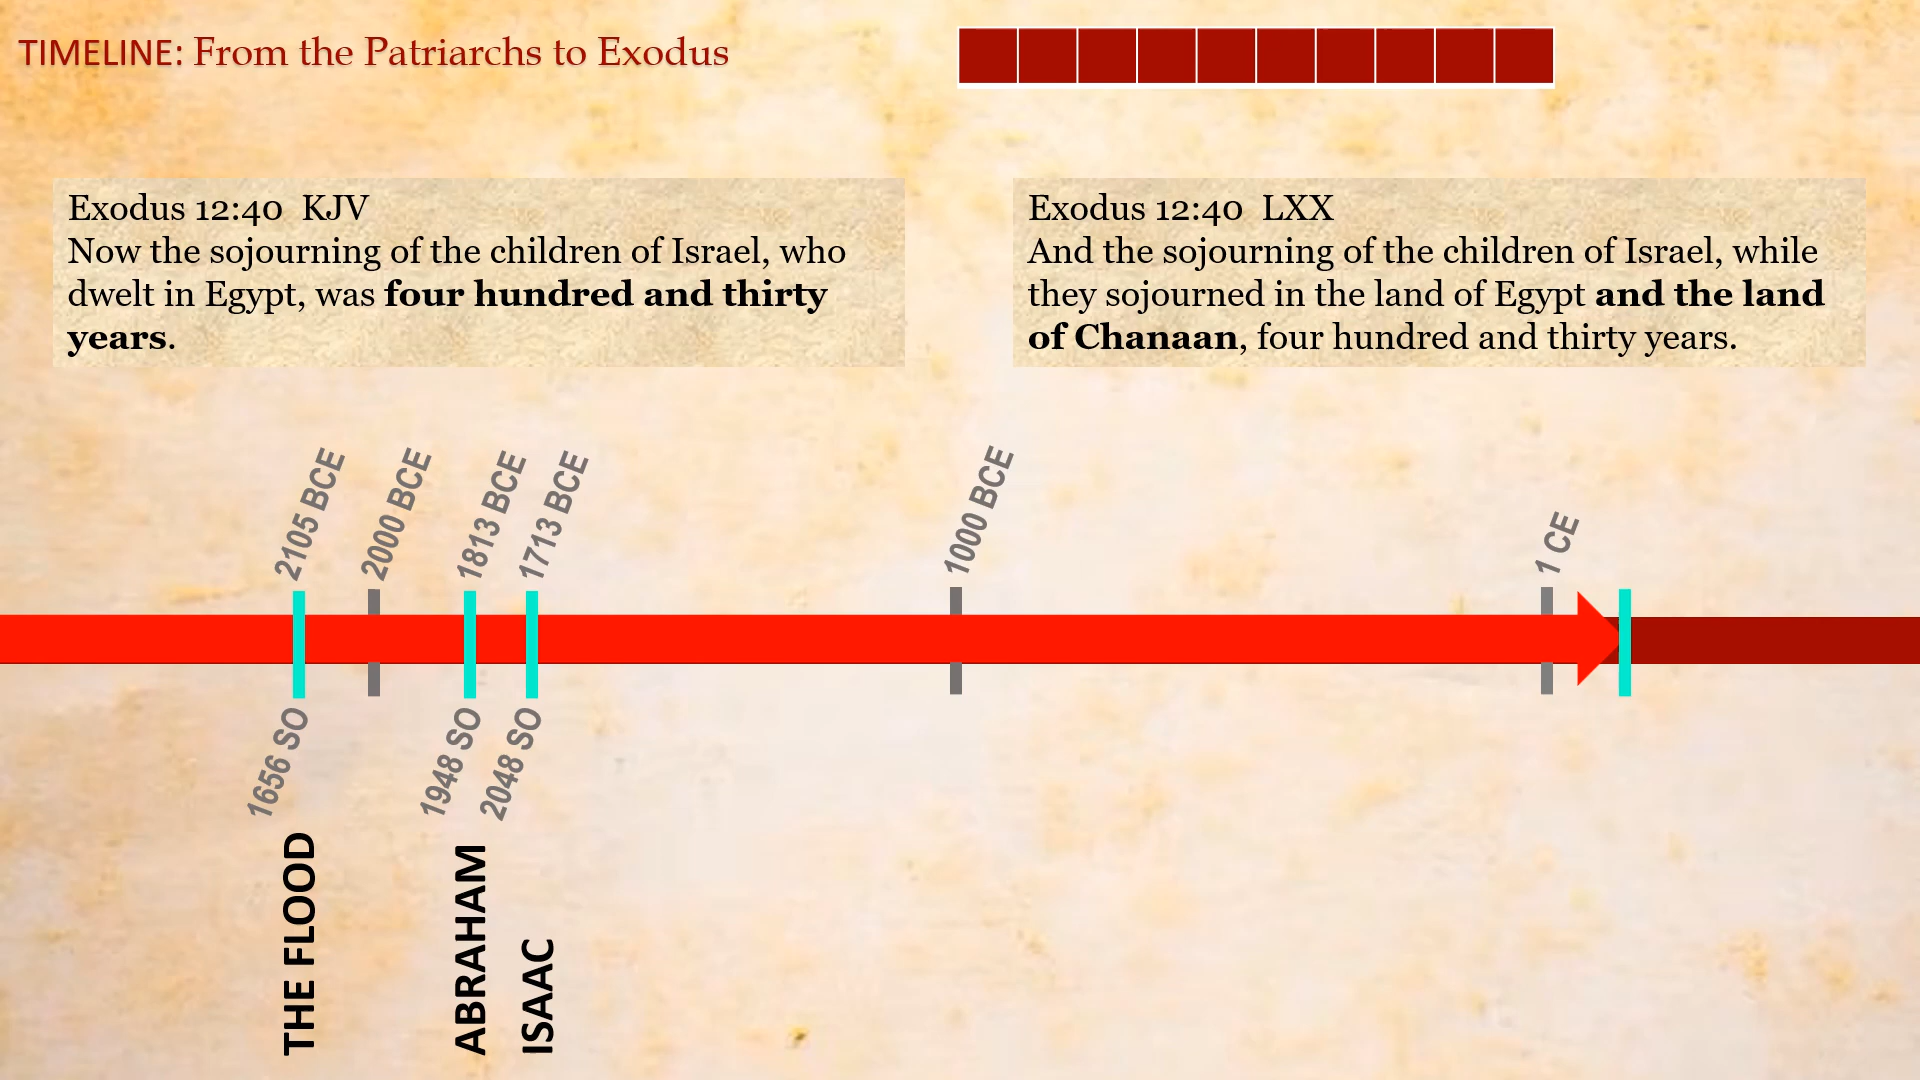 TIMELINE: From the Patriarchs to Exodus
Exodus 12:40 KJV
Now the sojourning of the children of Israel, who
dwelt in Egypt, was four hundred and thirty
years.
Exodus 12:40 LXX
And the sojourning of the children of Israel, while
they sojourned in the land of Egypt and the land
of Chanaan, four hundred and thirty years.
2105 BCE
2000 BCE
1813 BCE
1713 BCE
1000 BCE
1 CE
1656 SO
1948 SO
2048 SO
THE FLOOD
ABRAHAM
ISAAC